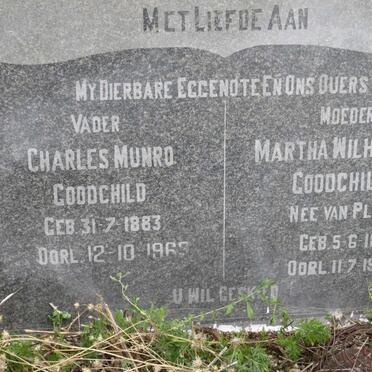 MET LIEFDE AAN
MY DIERBARE EGGENOTE EN ONS OUERS
VADER
CHARLES MUNRO
GOODCHILD
GEB. 31-7-1883
OORL. 12-10-1965
MOEDER
MARTHA WILH
GOODCHIL
NEE VAN PL
GEB. 5-6-1
OORL. 11-7-19
U WIL GESKIED